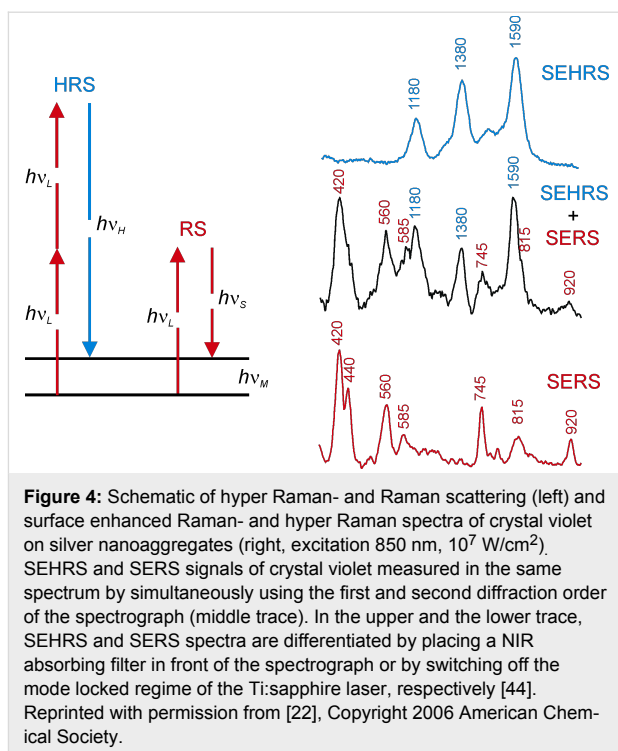 HRS
hνL
hνH
hνL
RS
hνL
hνS
hνM
1180
1380
1590
SEHRS
420
560
585
1180
1380
745
1590
815
920
SEHRS
+
SERS
420
440
560
585
745
815
920
SERS
Figure 4: Schematic of hyper Raman- and Raman scattering (left) and
surface enhanced Raman- and hyper Raman spectra of crystal violet
on silver nanoaggregates (right, excitation 850 nm, 10⁷ W/cm²).
SEHRS and SERS signals of crystal violet measured in the same
spectrum by simultaneously using the first and second diffraction order
of the spectrograph (middle trace). In the upper and the lower trace,
SEHRS and SERS spectra are differentiated by placing a NIR
absorbing filter in front of the spectrograph or by switching off the
mode locked regime of the Ti:sapphire laser, respectively [44].
Reprinted with permission from [22], Copyright 2006 American Chem-
ical Society.